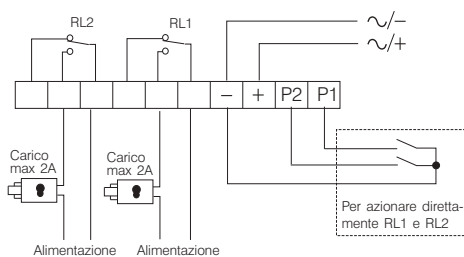 RL2
RL1
∿/−
∿/+
− + P2 P1
Carico
max 2A
Carico
max 2A
Per azionare diretta-
mente RL1 e RL2
Alimentazione
Alimentazione